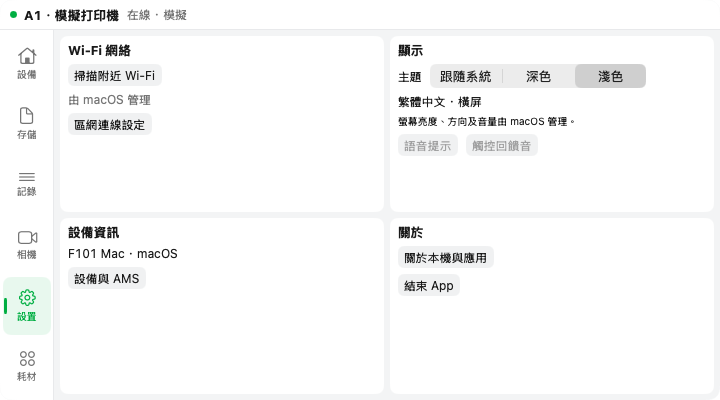 A1・模擬打印機 在線・模擬
設備
存儲
記錄
相機
設置
耗材
Wi-Fi 網絡
掃描附近 Wi-Fi
由 macOS 管理
區網連線設定
顯示
主題 跟隨系統 深色 淺色
繁體中文・橫屏
螢幕亮度、方向及音量由 macOS 管理。
語音提示 觸控回饋音
設備資訊
F101 Mac・macOS
設備與 AMS
關於
關於本機與應用
結束 App